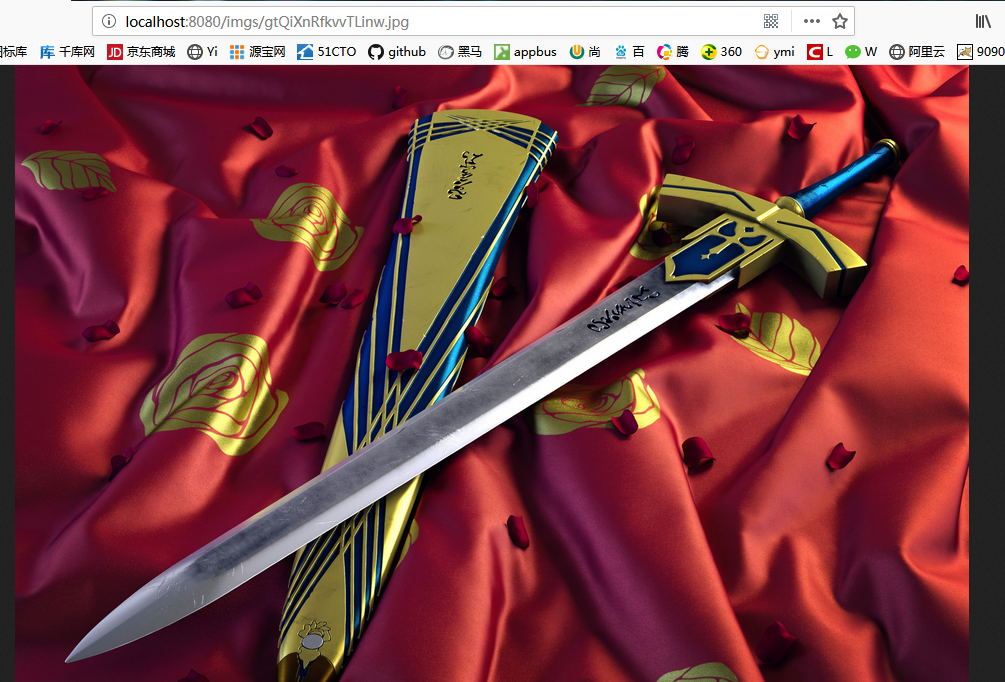 localhost:8080/imgs/gtQiXnRfkvvTLinw.jpg
标库 千库网 JD 京东商城 Yi 源宝网 51CTO github 黑马 appbus 尚 百 腾 360 ymi L W 阿里云 9090